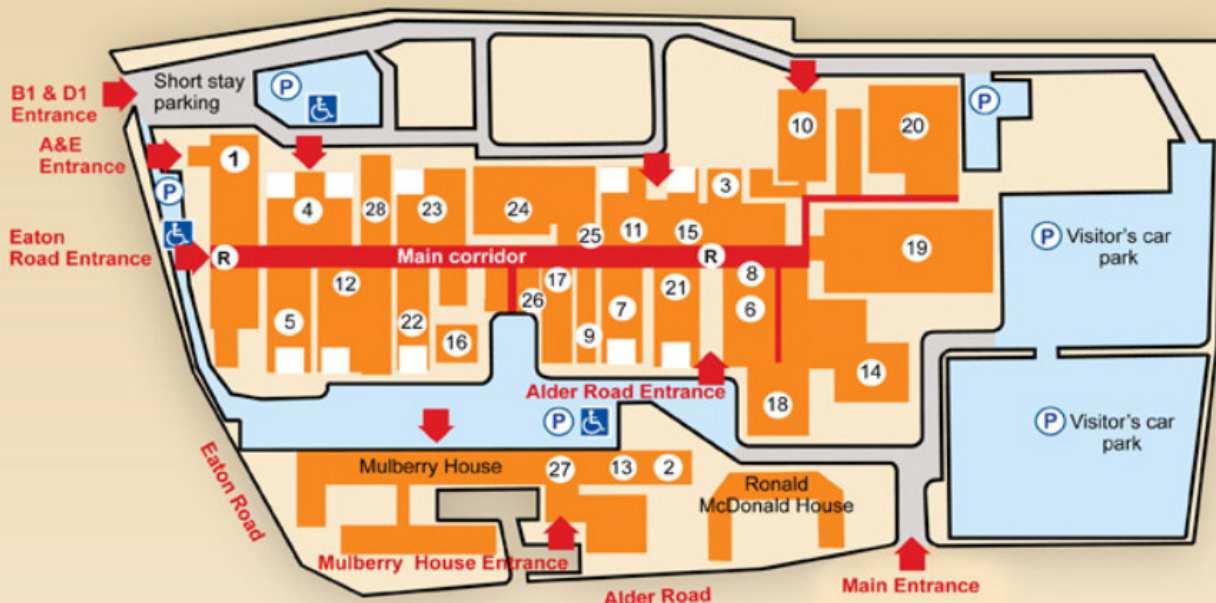 B1 & D1
Entrance
Short stay
parking
P
P
10
20
A&E
Entrance
1
P
4
28
23
24
3
25
11
15
Eaton
Road Entrance
R
Main corridor
R
19
P Visitor's car
park
5
12
22
16
26
17
9
7
21
8
6
14
18
Alder Road Entrance
P
P Visitor's car
park
Eaton Road
Mulberry House
27
13
2
Ronald
McDonald House
Mulberry House Entrance
Alder Road
Main Entrance